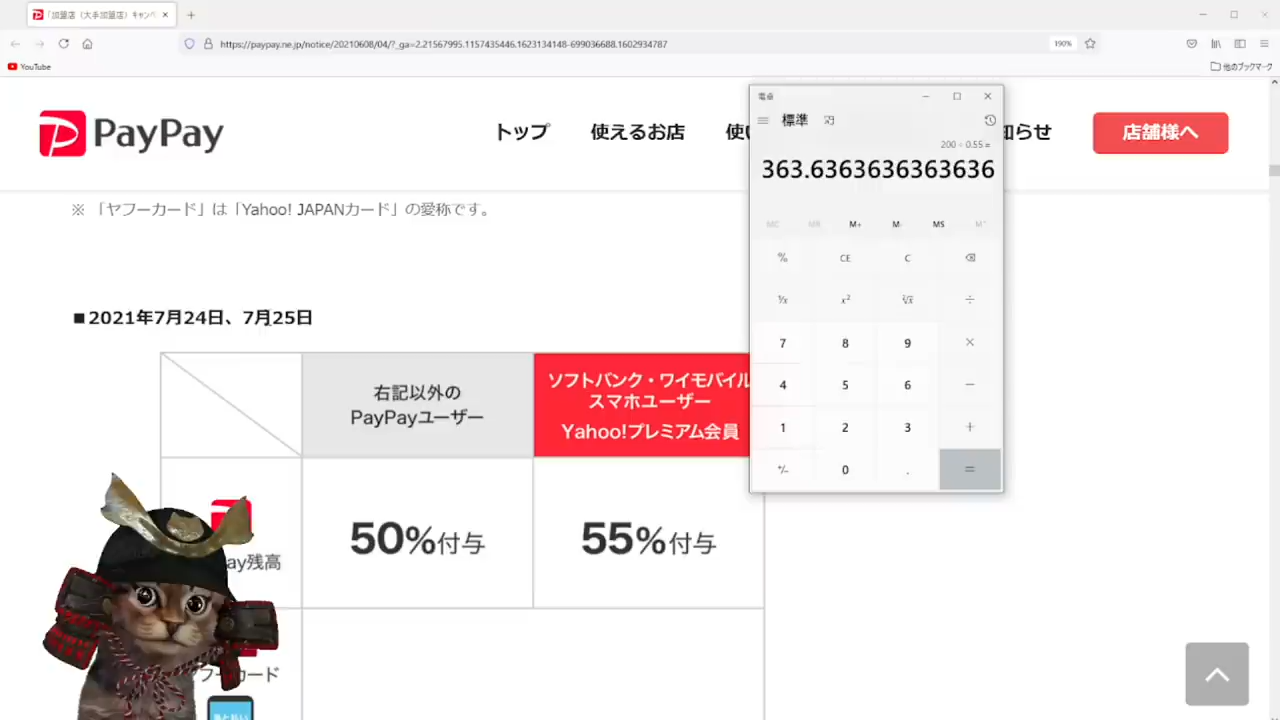 「加盟店（大手加盟店）キャンペ
https://paypay.ne.jp/notice/20210608/04/?_ga=2.21567995.1157435446.1623134148-699036688.1602934787
190%
YouTube
他のブックマーク
PayPay
トップ
使えるお店
使い
知らせ
店舗様へ
※ 「ヤフーカード」は「Yahoo! JAPANカード」の愛称です。
■2021年7月24日、7月25日
右記以外の
PayPayユーザー
ソフトバンク・ワイモバイル
スマホユーザー
Yahoo!プレミアム会員
ay残高
50%付与
55%付与
フーカード
電卓
標準
200 ÷ 0.55 =
363.6363636363636
MC MR M+ M- MS M˅
% CE C ⌫
¹/x x² ²√x ÷
7 8 9 ×
4 5 6 −
1 2 3 +
+/− 0 . =